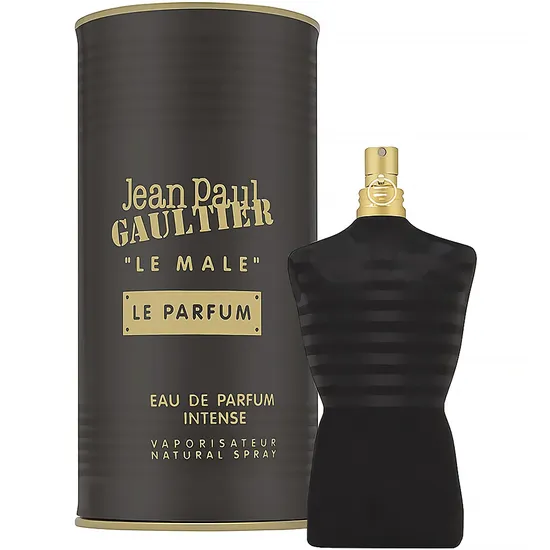 Jean Paul
GAULTIER
"LE MALE"
LE PARFUM
EAU DE PARFUM
INTENSE
VAPORISATEUR
NATURAL SPRAY